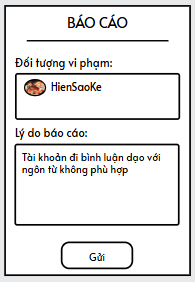 BÁO CÁO
Đối tượng vi phạm:
HienSaoKe
Lý do báo cáo:
Tài khoản đi bình luận dạo với
ngôn từ không phù hợp
Gửi